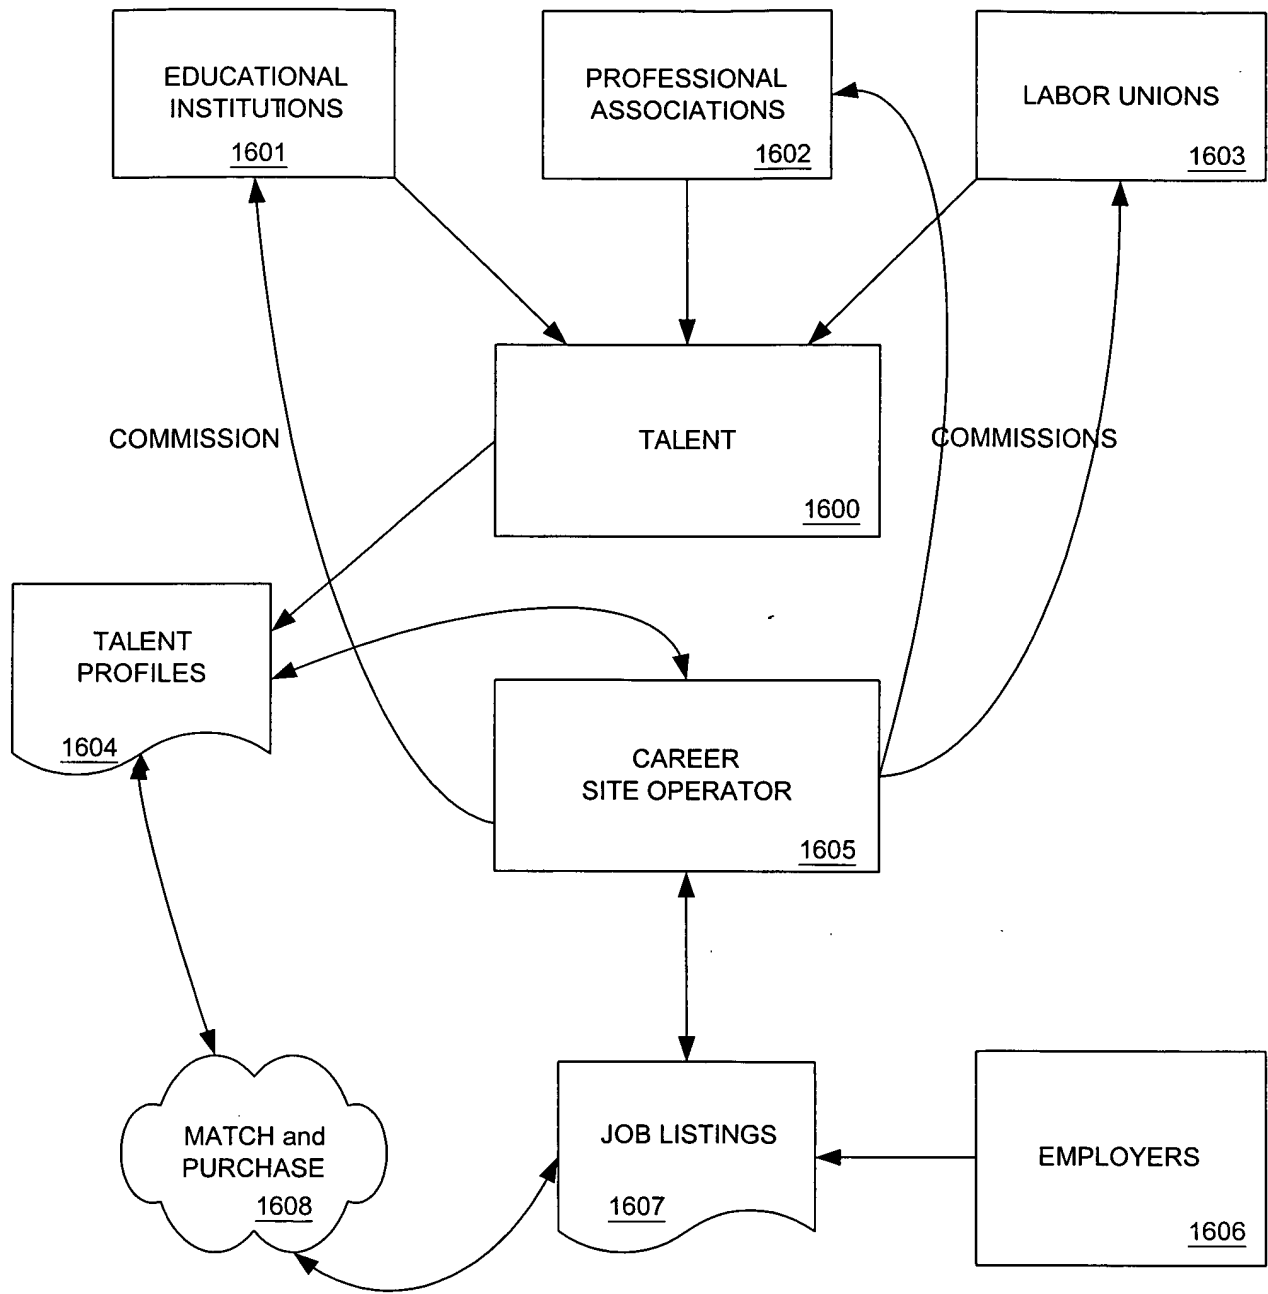 EDUCATIONAL
INSTITUTIONS
1601
PROFESSIONAL
ASSOCIATIONS
1602
LABOR UNIONS
1603
COMMISSION
TALENT
1600
COMMISSIONS
TALENT
PROFILES
1604
CAREER
SITE OPERATOR
1605
MATCH and
PURCHASE
1608
JOB LISTINGS
1607
EMPLOYERS
1606